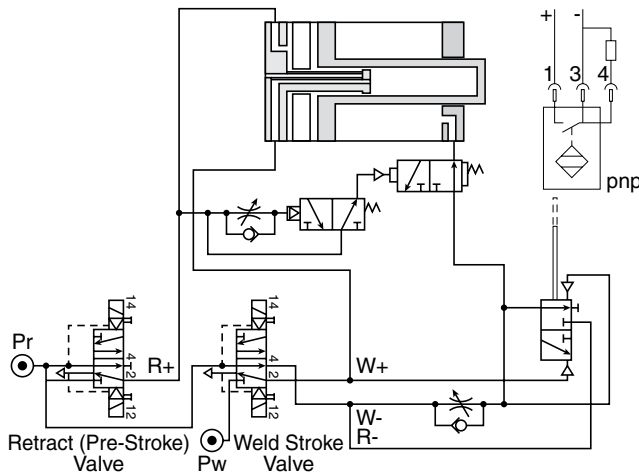 + -
1 3 4
pnp
14 14
Pr
R+
4
2
4
2
W+
12 12
W-
R-
Retract (Pre-Stroke)
Valve
Pw
Weld Stroke
Valve